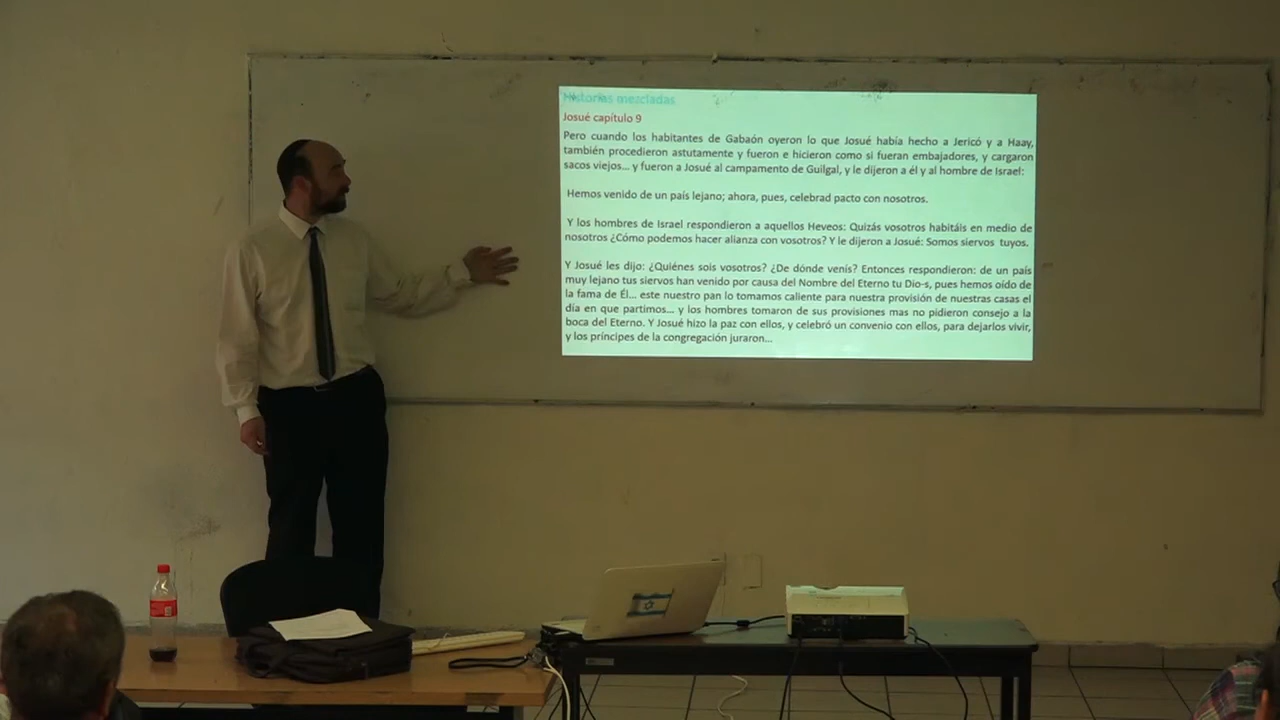 Historias mezcladas
Josué capítulo 9
Pero cuando los habitantes de Gabaón oyeron lo que Josué había hecho a Jericó y a Haay,
también procedieron astutamente y fueron e hicieron como si fueran embajadores, y cargaron
sacos viejos... y fueron a Josué al campamento de Guilgal, y le dijeron a él y al hombre de Israel:
Hemos venido de un país lejano; ahora, pues, celebrad pacto con nosotros.
Y los hombres de Israel respondieron a aquellos Heveos: Quizás vosotros habitáis en medio de
nosotros ¿Cómo podemos hacer alianza con vosotros? Y le dijeron a Josué: Somos siervos tuyos.
Y Josué les dijo: ¿Quiénes sois vosotros? ¿De dónde venís? Entonces respondieron: de un país
muy lejano tus siervos han venido por causa del Nombre del Eterno tu Dio-s, pues hemos oído de
la fama de Él... este nuestro pan lo tomamos caliente para nuestra provisión de nuestras casas el
día en que partimos... y los hombres tomaron de sus provisiones mas no pidieron consejo a la
boca del Eterno. Y Josué hizo la paz con ellos, y celebró un convenio con ellos, para dejarlos vivir,
y los príncipes de la congregación juraron...